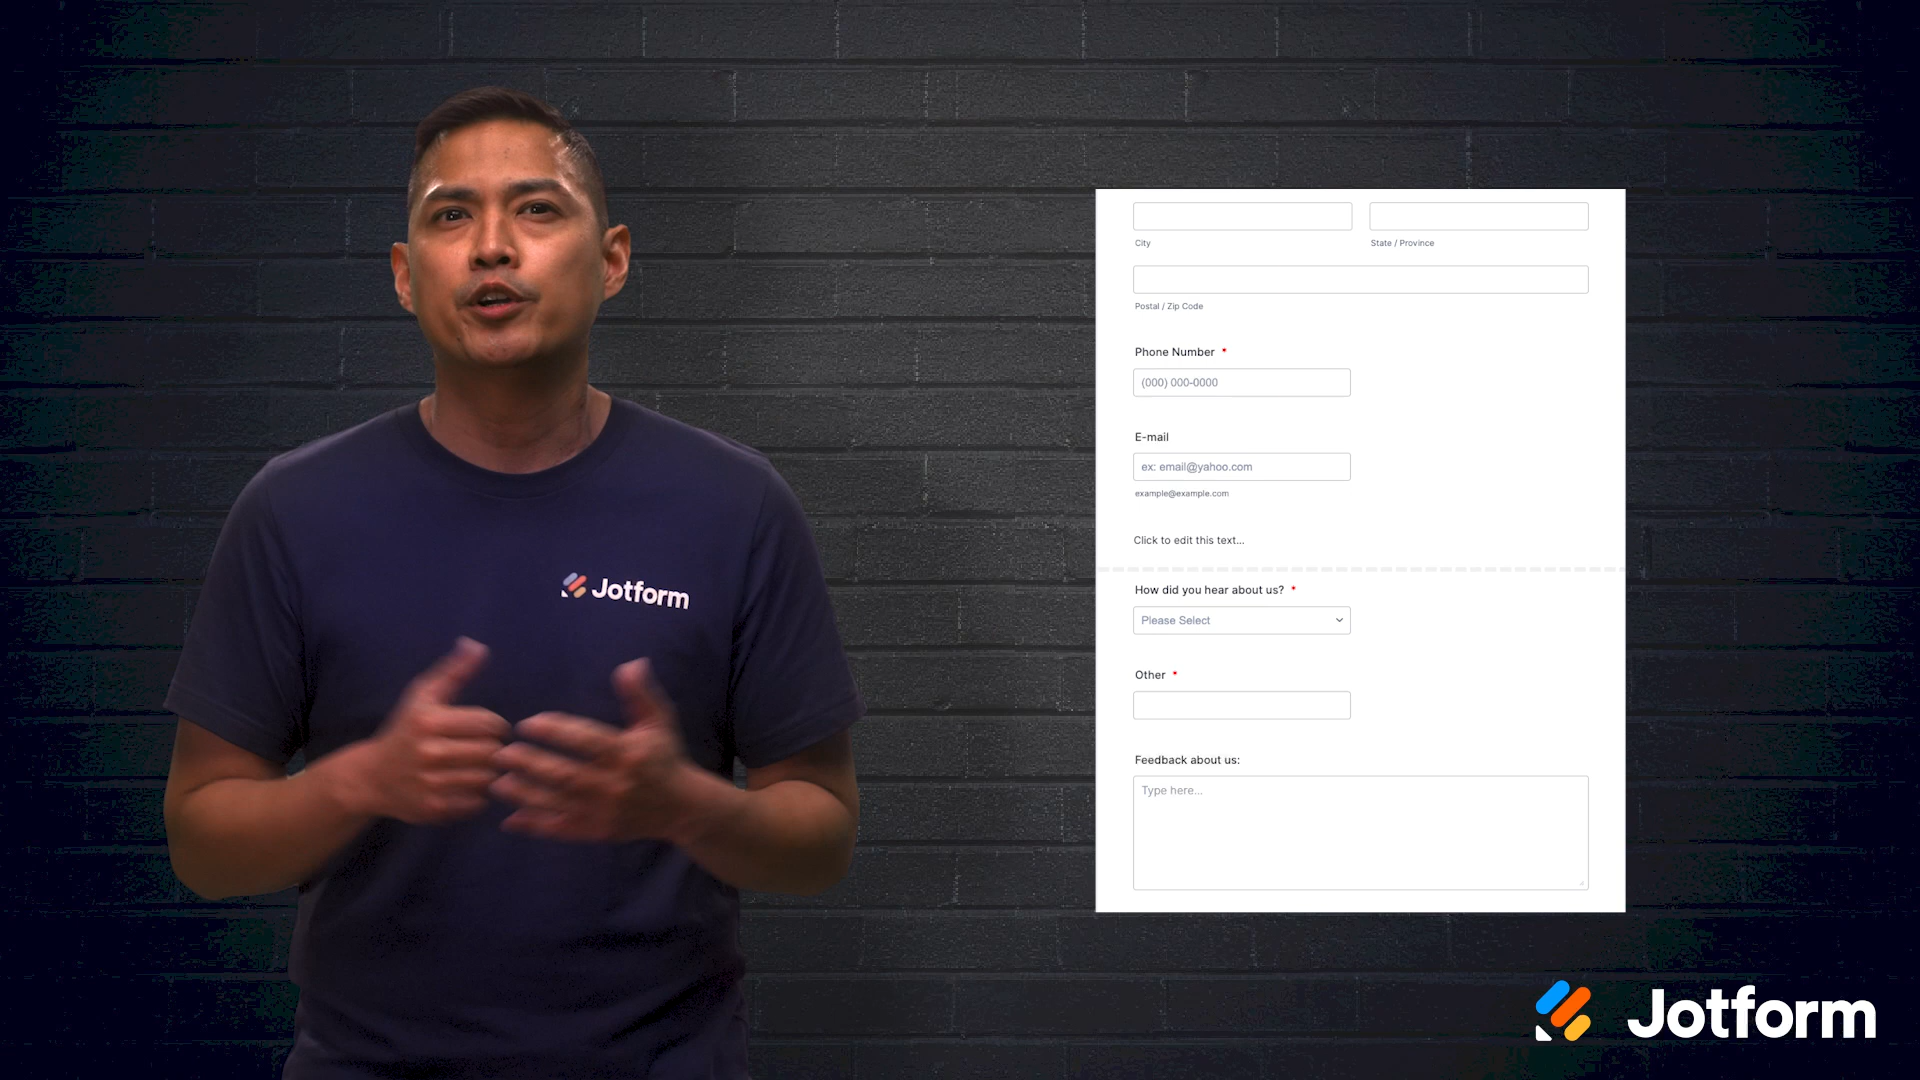 City
State / Province
Postal / Zip Code
Phone Number *
(000) 000-0000
E-mail
ex: email@yahoo.com
example@example.com
Click to edit this text...
How did you hear about us? *
Please Select
Other *
Feedback about us:
Type here...
Jotform
Jotform